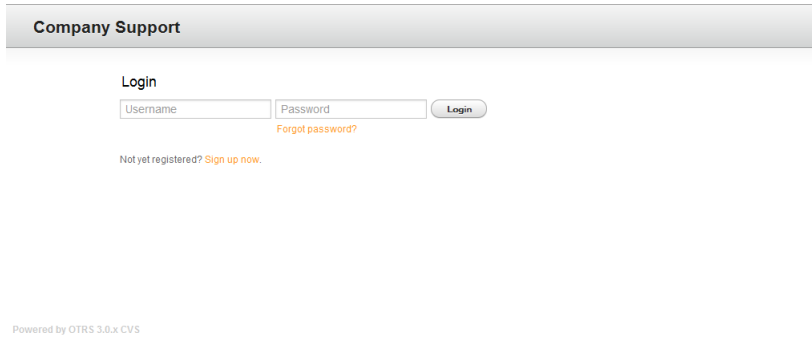 Company Support
Login
Username Password Login
Forgot password?
Not yet registered? Sign up now.
Powered by OTRS 3.0.x CVS